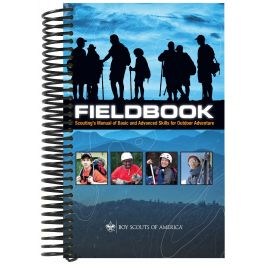 FIELDBOOK
Scouting's Manual of Basic and Advanced Skills for Outdoor Adventure
BOY SCOUTS OF AMERICA